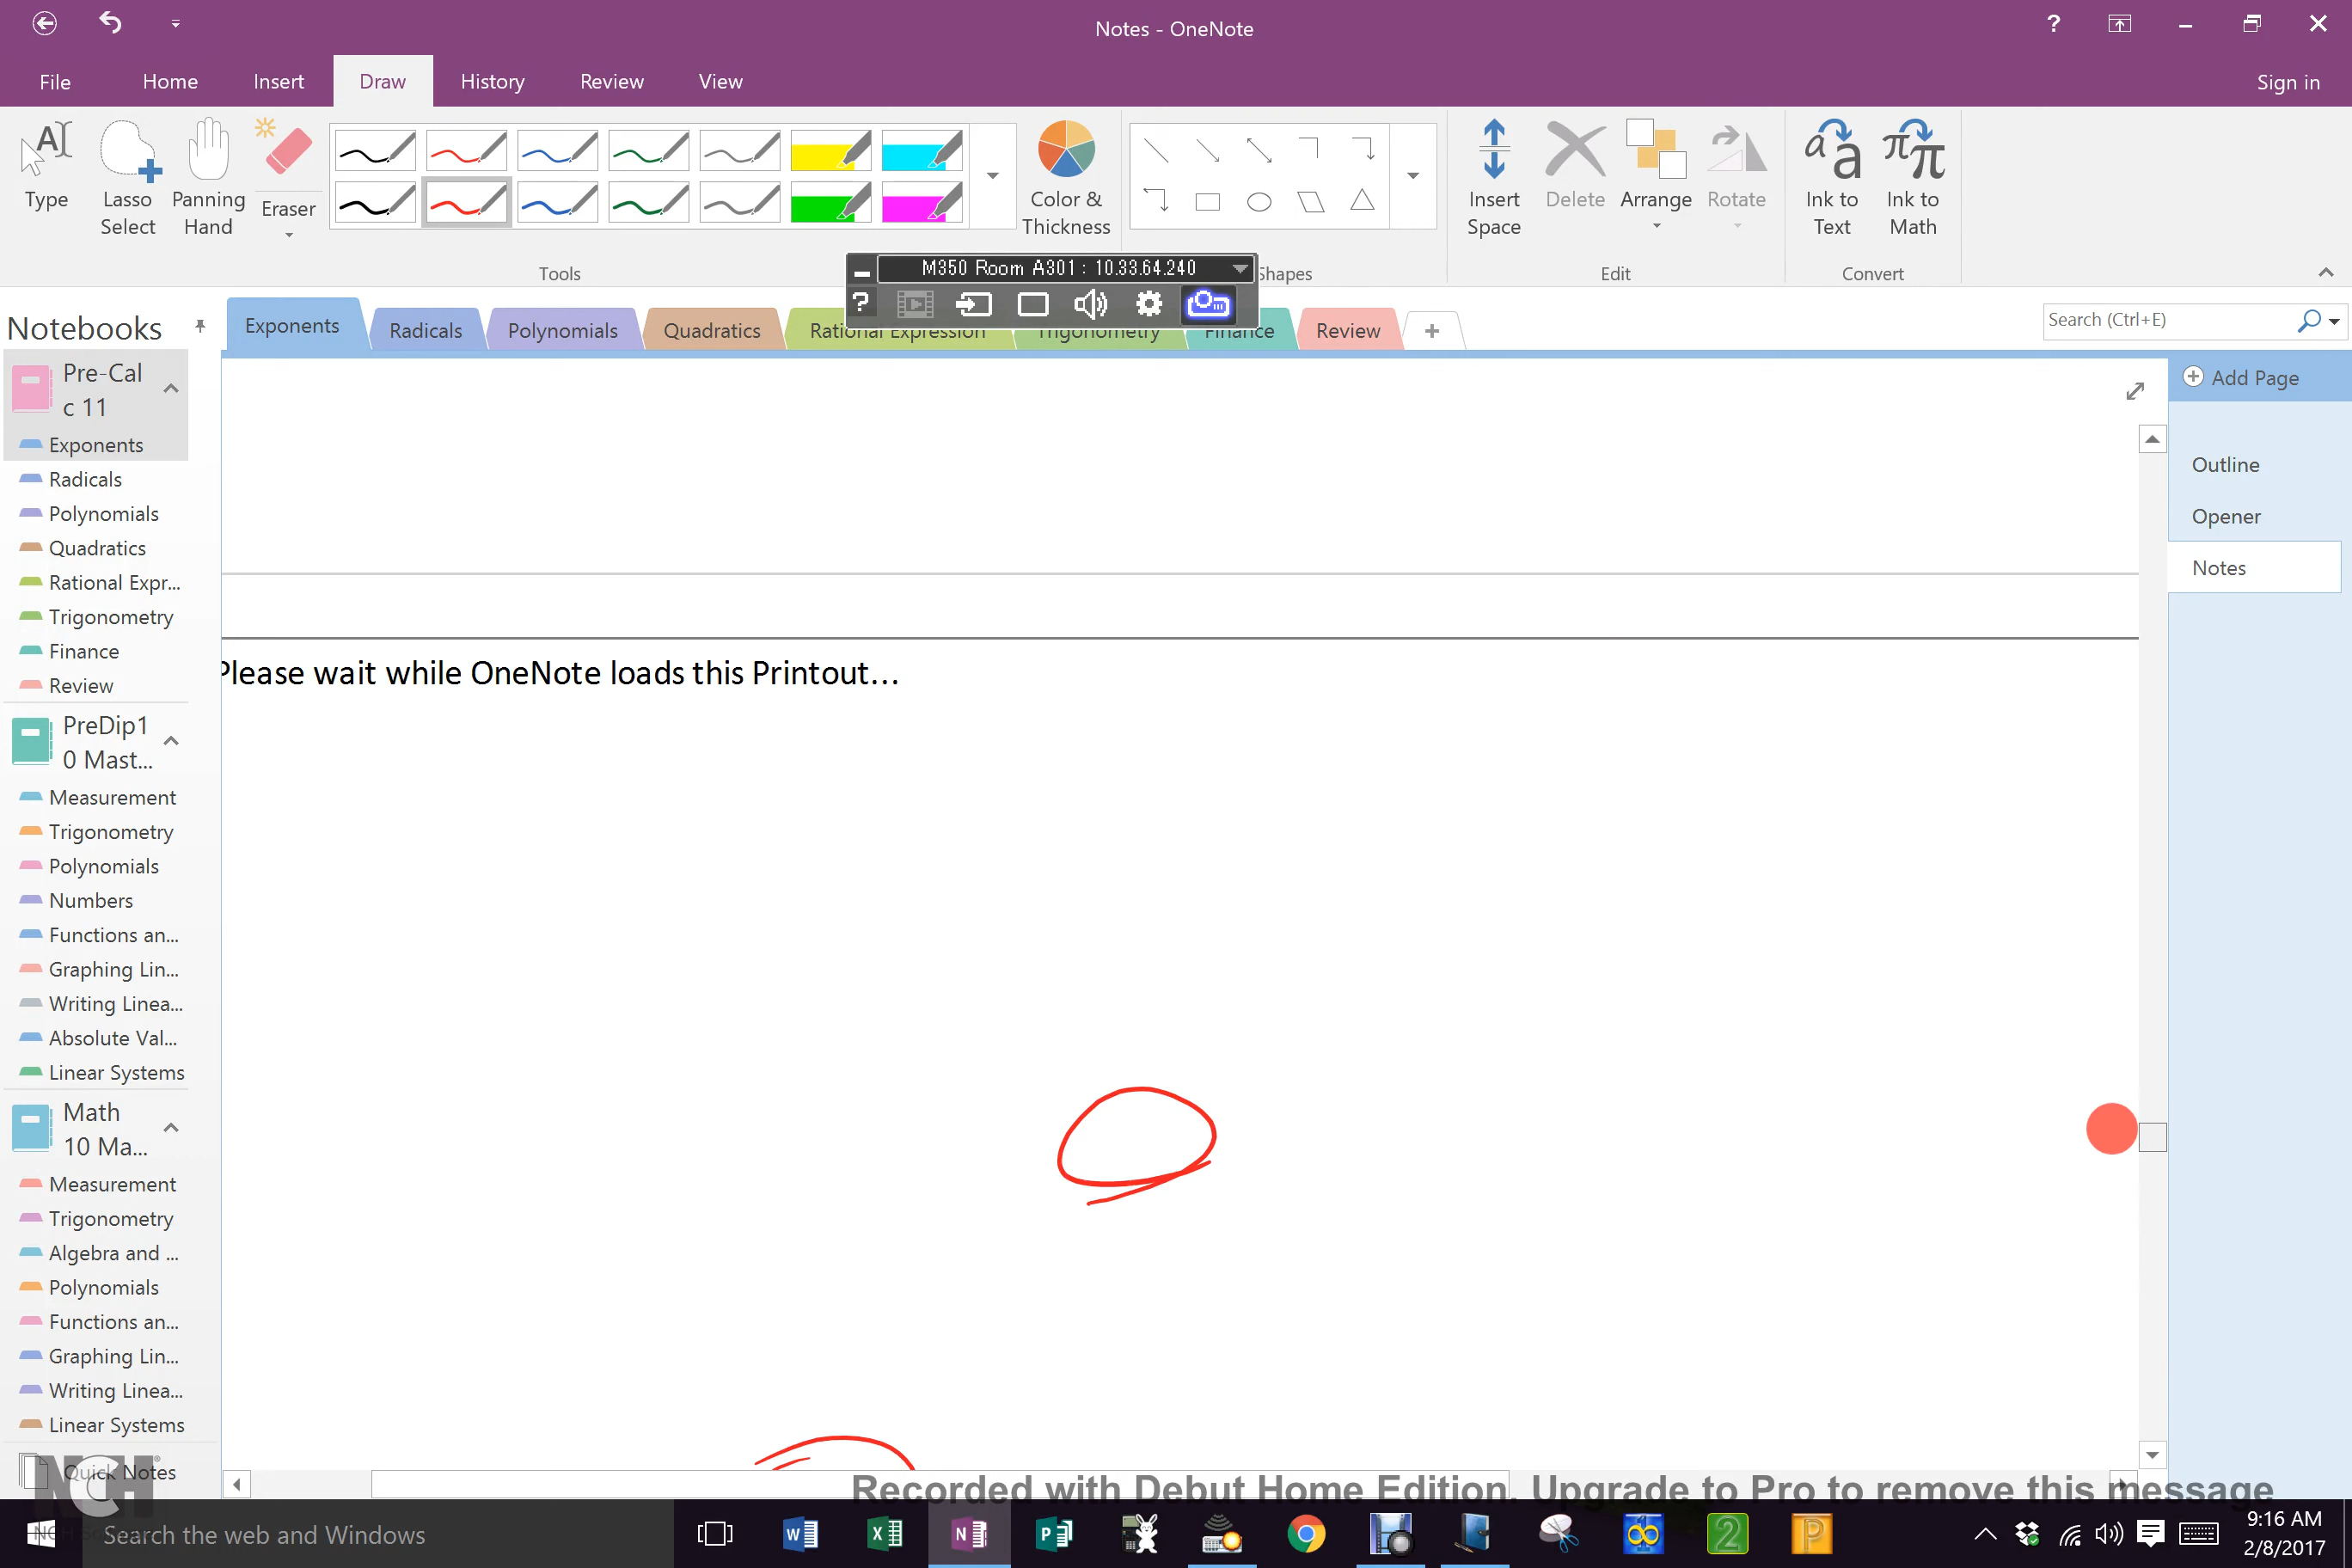 Notes - OneNote
?
File Home Insert Draw History Review View Sign in
Type
Lasso Select
Panning Hand
Eraser
Color & Thickness
Insert Space
Delete
Arrange
Rotate
Ink to Text
Ink to Math
Tools
Shapes
Edit
Convert
M350 Room A301 : 10.33.64.240
?
Notebooks
Exponents Radicals Polynomials Quadratics Rational Expression Trigonometry Finance Review +
Search (Ctrl+E)
Pre-Cal
c 11
Exponents
Radicals
Polynomials
Quadratics
Rational Expr...
Trigonometry
Finance
Review
PreDip1
0 Mast...
Measurement
Trigonometry
Polynomials
Numbers
Functions an...
Graphing Lin...
Writing Linea...
Absolute Val...
Linear Systems
Math
10 Ma...
Measurement
Trigonometry
Algebra and ...
Polynomials
Functions an...
Graphing Lin...
Writing Linea...
Linear Systems
Quick Notes
Please wait while OneNote loads this Printout...
Add Page
Outline
Opener
Notes
NCH
Recorded with Debut Home Edition. Upgrade to Pro to remove this message
Search the web and Windows
9:16 AM
2/8/2017